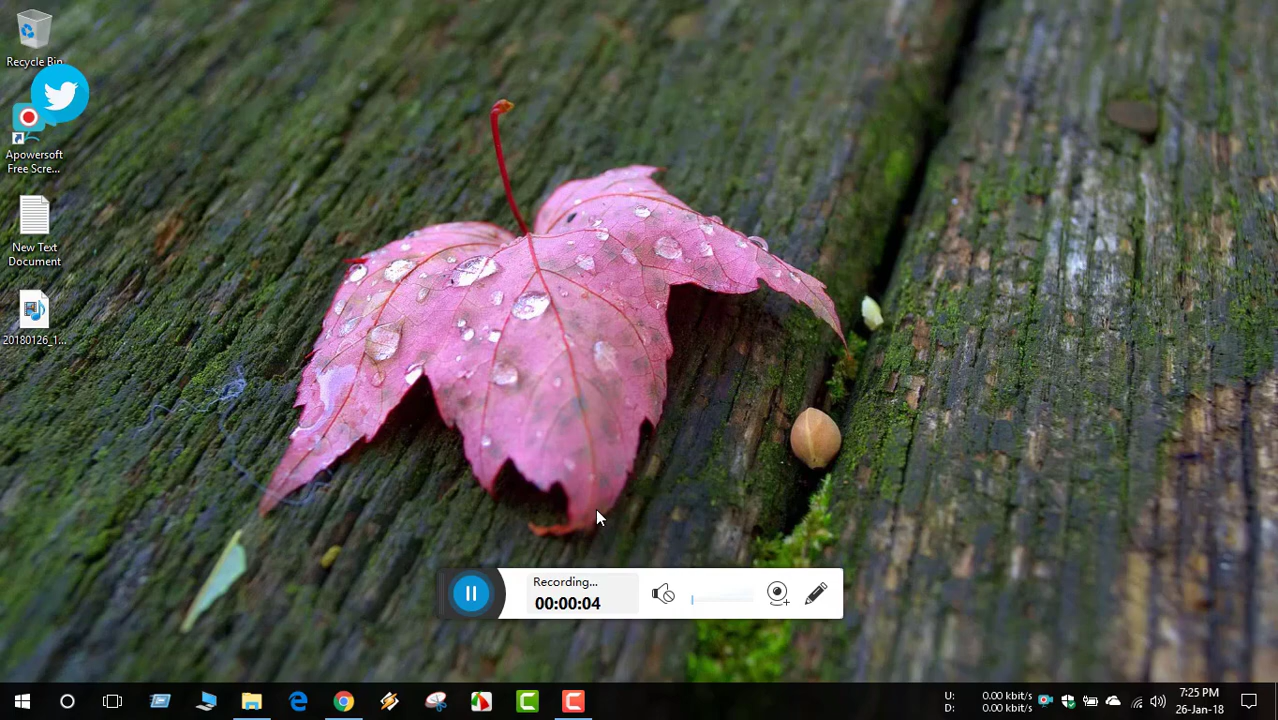 Recycle Bin
Apowersoft
Free Scre...
New Text
Document
20180126_1...
Recording...
00:00:04
U: 0.00 kbit/s
D: 0.00 kbit/s
7:25 PM
26-Jan-18